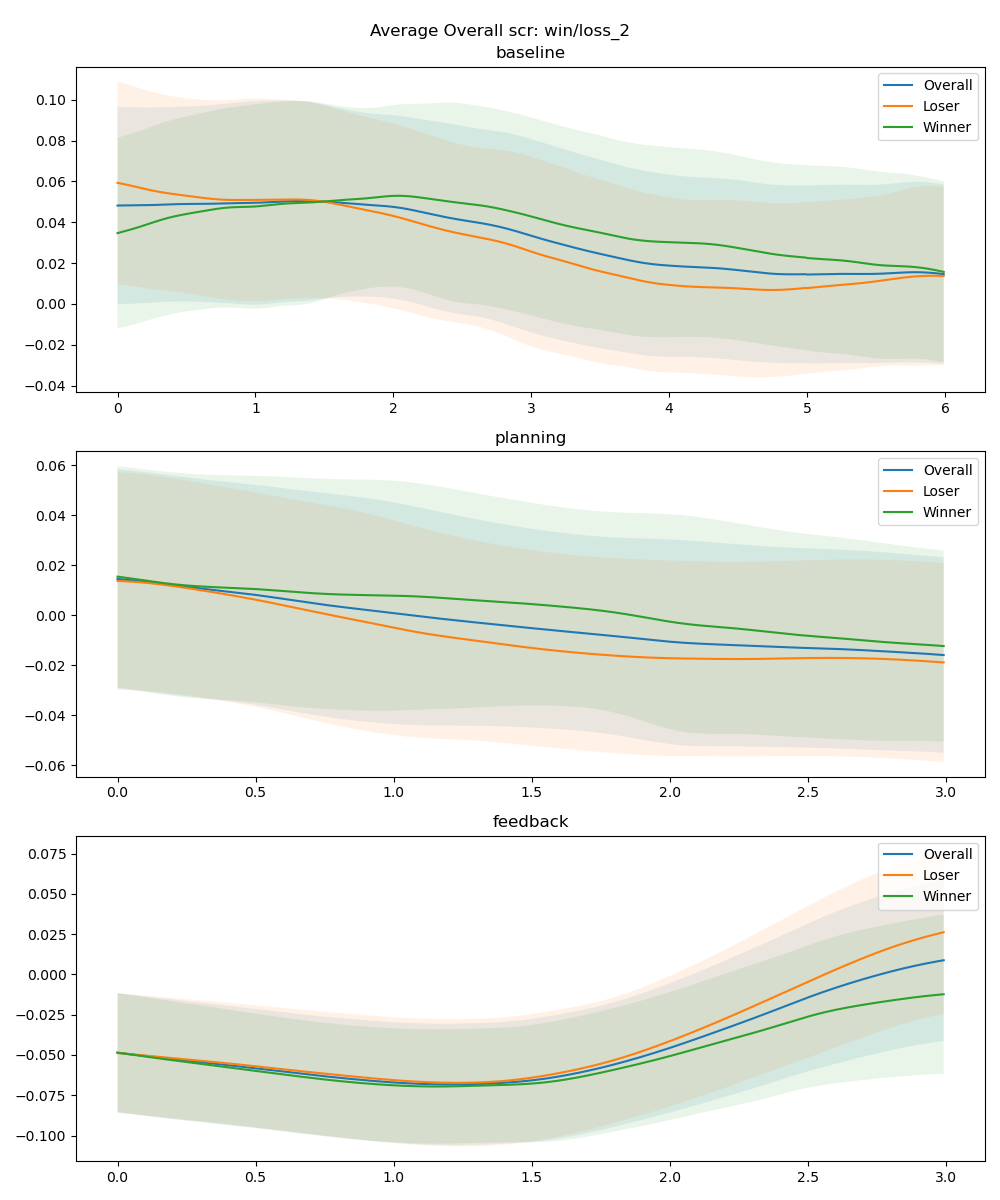 Average Overall scr: win/loss_2
baseline
0.10
0.08
0.06
0.04
0.02
0.00
−0.02
−0.04
Overall
Loser
Winner
0 1 2 3 4 5 6
planning
0.06
0.04
0.02
0.00
−0.02
−0.04
−0.06
Overall
Loser
Winner
0.0 0.5 1.0 1.5 2.0 2.5 3.0
feedback
0.075
0.050
0.025
0.000
−0.025
−0.050
−0.075
−0.100
Overall
Loser
Winner
0.0 0.5 1.0 1.5 2.0 2.5 3.0